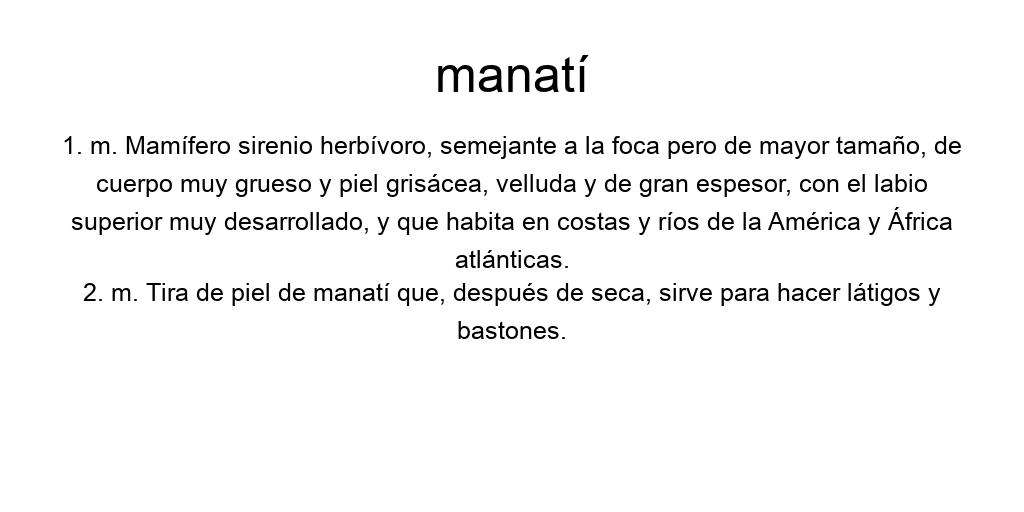 manatí
1. m. Mamífero sirenio herbívoro, semejante a la foca pero de mayor tamaño, de
cuerpo muy grueso y piel grisácea, velluda y de gran espesor, con el labio
superior muy desarrollado, y que habita en costas y ríos de la América y África
atlánticas.
2. m. Tira de piel de manatí que, después de seca, sirve para hacer látigos y
bastones.